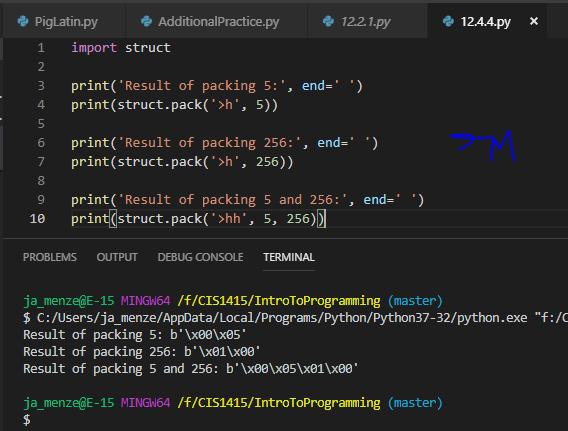 PigLatin.py AdditionalPractice.py 12.2.1.py 12.4.4.py ×
1 import struct
2
3 print('Result of packing 5:', end=' ')
4 print(struct.pack('>h', 5))
5
6 print('Result of packing 256:', end=' ')
7 print(struct.pack('>h', 256))
8
9 print('Result of packing 5 and 256:', end=' ')
10 print(struct.pack('>hh', 5, 256))
PROBLEMS OUTPUT DEBUG CONSOLE TERMINAL
ja_menze@E-15 MINGW64 /f/CIS1415/IntroToProgramming (master)
$ C:/Users/ja_menze/AppData/Local/Programs/Python/Python37-32/python.exe "f:/C
Result of packing 5: b'\x00\x05'
Result of packing 256: b'\x01\x00'
Result of packing 5 and 256: b'\x00\x05\x01\x00'
ja_menze@E-15 MINGW64 /f/CIS1415/IntroToProgramming (master)
$